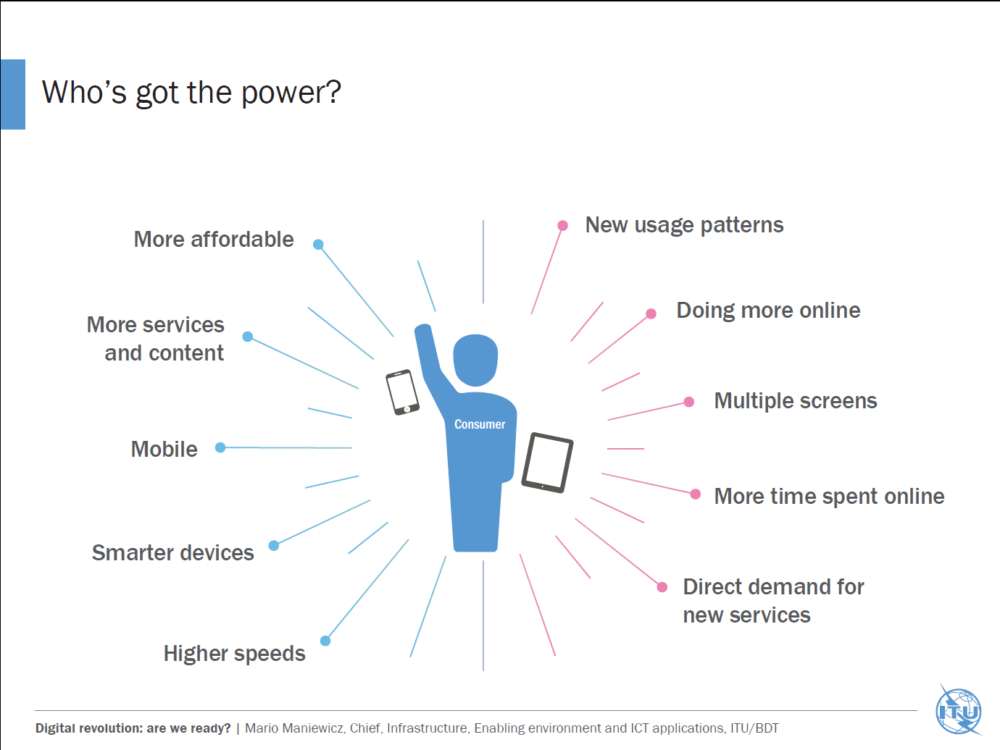 Who's got the power?
More affordable
More services
and content
Mobile
Smarter devices
Higher speeds
Consumer
New usage patterns
Doing more online
Multiple screens
More time spent online
Direct demand for
new services
Digital revolution: are we ready? | Mario Maniewicz, Chief, Infrastructure, Enabling environment and ICT applications, ITU/BDT
ITU